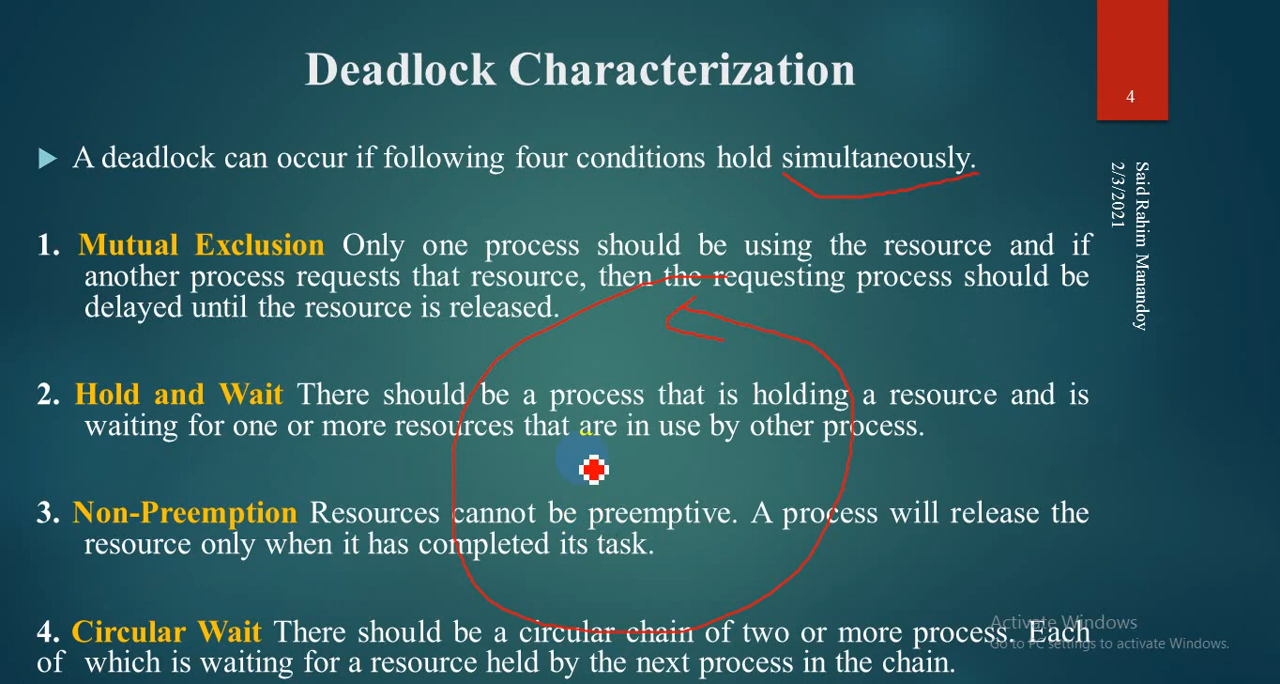 Deadlock Characterization
4
A deadlock can occur if following four conditions hold simultaneously.
Said Rahim Manandoy
2/3/2021
1. Mutual Exclusion Only one process should be using the resource and if
another process requests that resource, then the requesting process should be
delayed until the resource is released.
2. Hold and Wait There should be a process that is holding a resource and is
waiting for one or more resources that are in use by other process.
3. Non-Preemption Resources cannot be preemptive. A process will release the
resource only when it has completed its task.
4. Circular Wait There should be a circular chain of two or more process. Each
of which is waiting for a resource held by the next process in the chain.
Activate Windows
Go to PC settings to activate Windows.